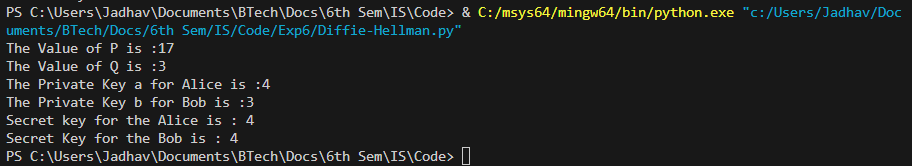 PS C:\Users\Jadhav\Documents\BTech\Docs\6th Sem\IS\Code> & C:/msys64/mingw64/bin/python.exe "c:/Users/Jadhav/Doc
uments/BTech/Docs/6th Sem/IS/Code/Exp6/Diffie-Hellman.py"
The Value of P is :17
The Value of Q is :3
The Private Key a for Alice is :4
The Private Key b for Bob is :3
Secret key for the Alice is : 4
Secret Key for the Bob is : 4
PS C:\Users\Jadhav\Documents\BTech\Docs\6th Sem\IS\Code>